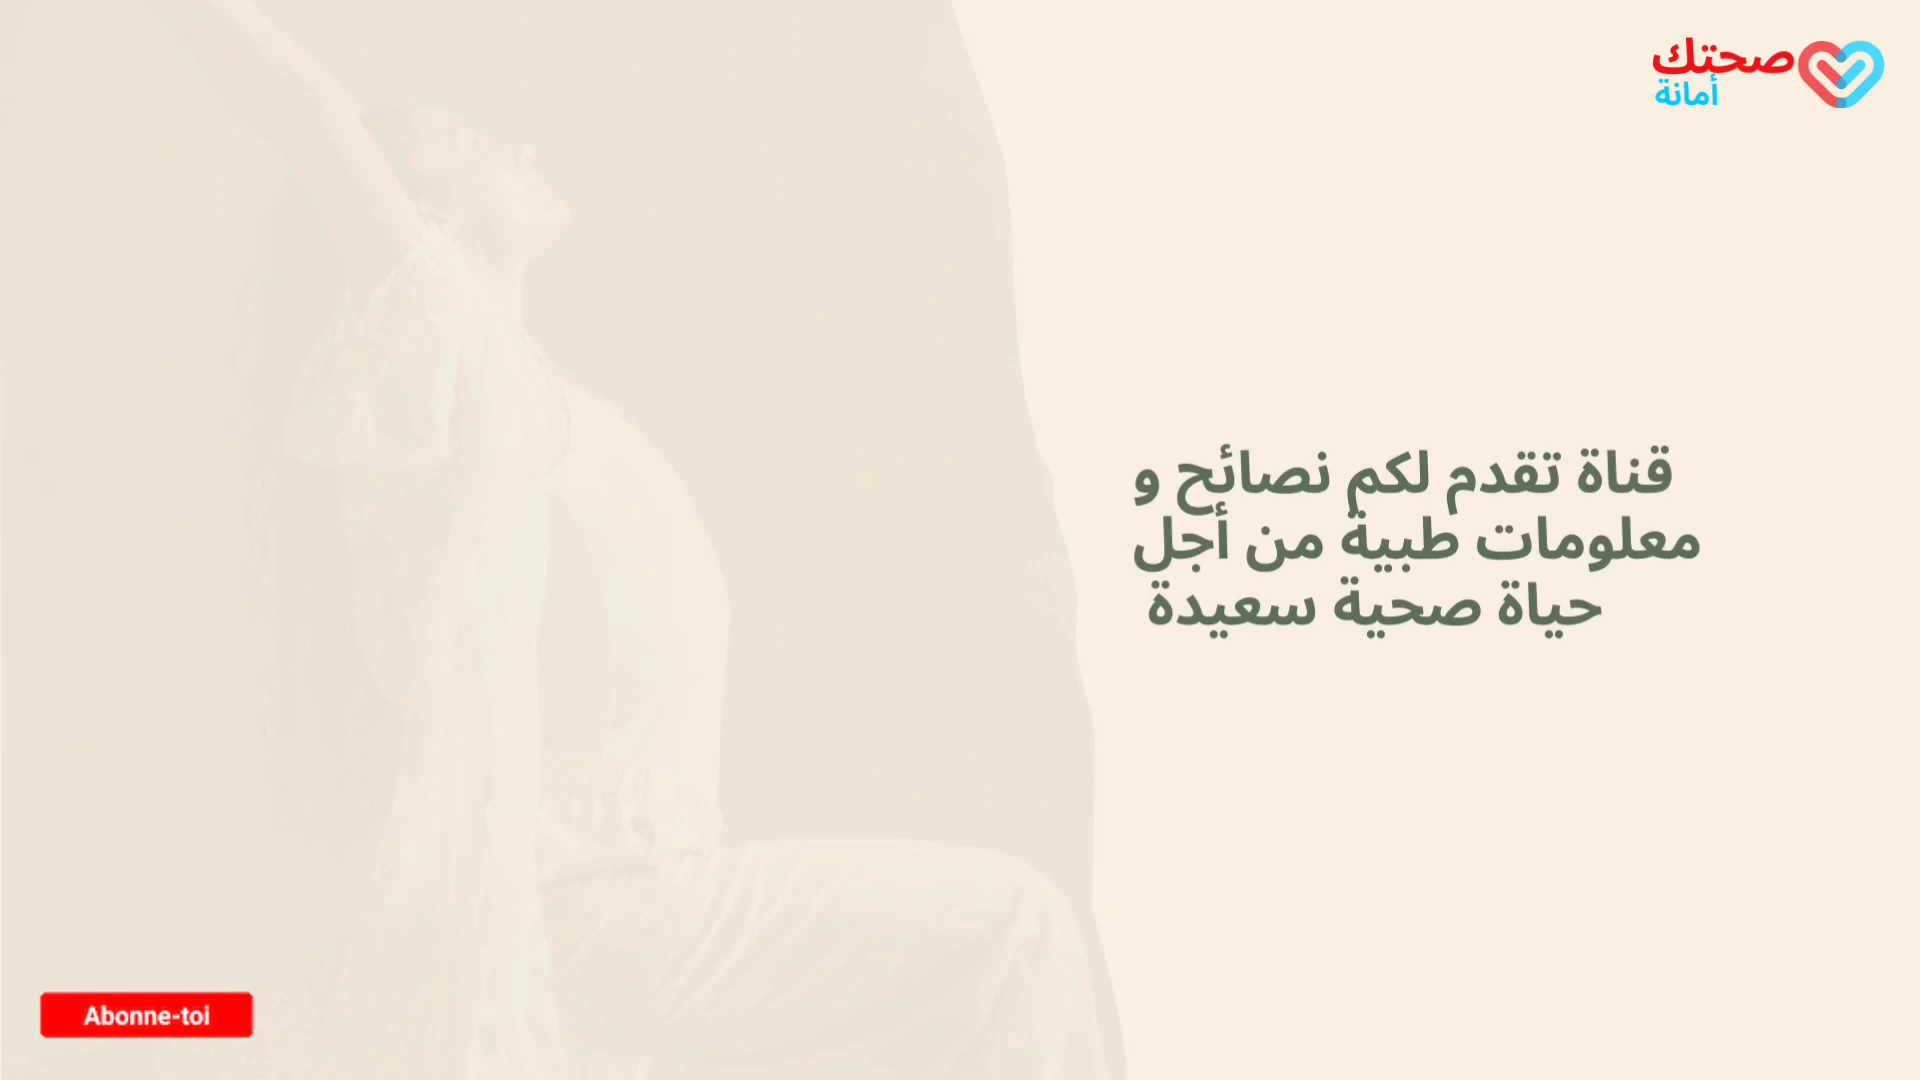 صحتك
أمانة
قناة تقدم لكم نصائح و
معلومات طبية من أجل
حياة صحية سعيدة
Abonne-toi